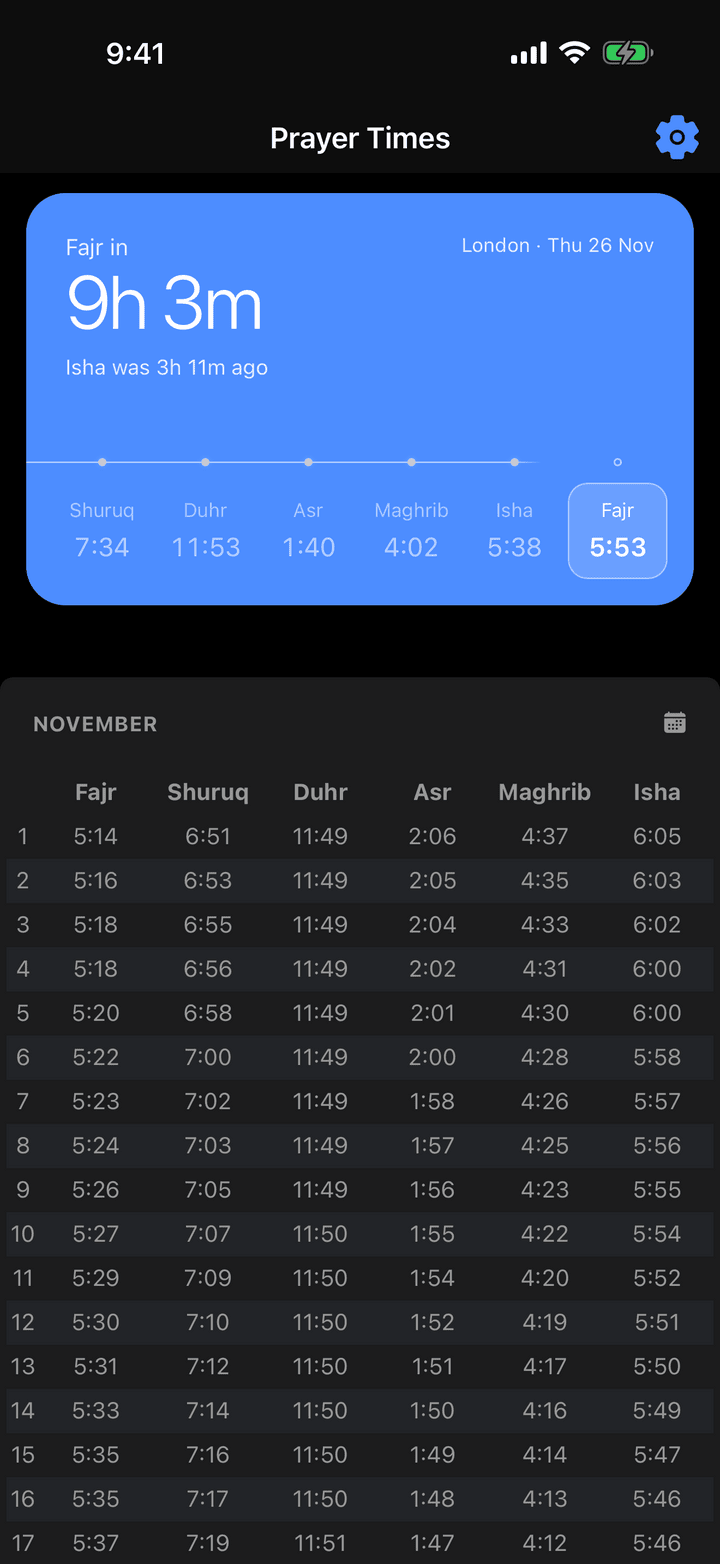 9:41
Prayer Times
Fajr in
London · Thu 26 Nov
9h 3m
Isha was 3h 11m ago
Shuruq Duhr Asr Maghrib Isha Fajr
7:34 11:53 1:40 4:02 5:38 5:53
NOVEMBER
Fajr Shuruq Duhr Asr Maghrib Isha
1 5:14 6:51 11:49 2:06 4:37 6:05
2 5:16 6:53 11:49 2:05 4:35 6:03
3 5:18 6:55 11:49 2:04 4:33 6:02
4 5:18 6:56 11:49 2:02 4:31 6:00
5 5:20 6:58 11:49 2:01 4:30 6:00
6 5:22 7:00 11:49 2:00 4:28 5:58
7 5:23 7:02 11:49 1:58 4:26 5:57
8 5:24 7:03 11:49 1:57 4:25 5:56
9 5:26 7:05 11:49 1:56 4:23 5:55
10 5:27 7:07 11:50 1:55 4:22 5:54
11 5:29 7:09 11:50 1:54 4:20 5:52
12 5:30 7:10 11:50 1:52 4:19 5:51
13 5:31 7:12 11:50 1:51 4:17 5:50
14 5:33 7:14 11:50 1:50 4:16 5:49
15 5:35 7:16 11:50 1:49 4:14 5:47
16 5:35 7:17 11:50 1:48 4:13 5:46
17 5:37 7:19 11:51 1:47 4:12 5:46